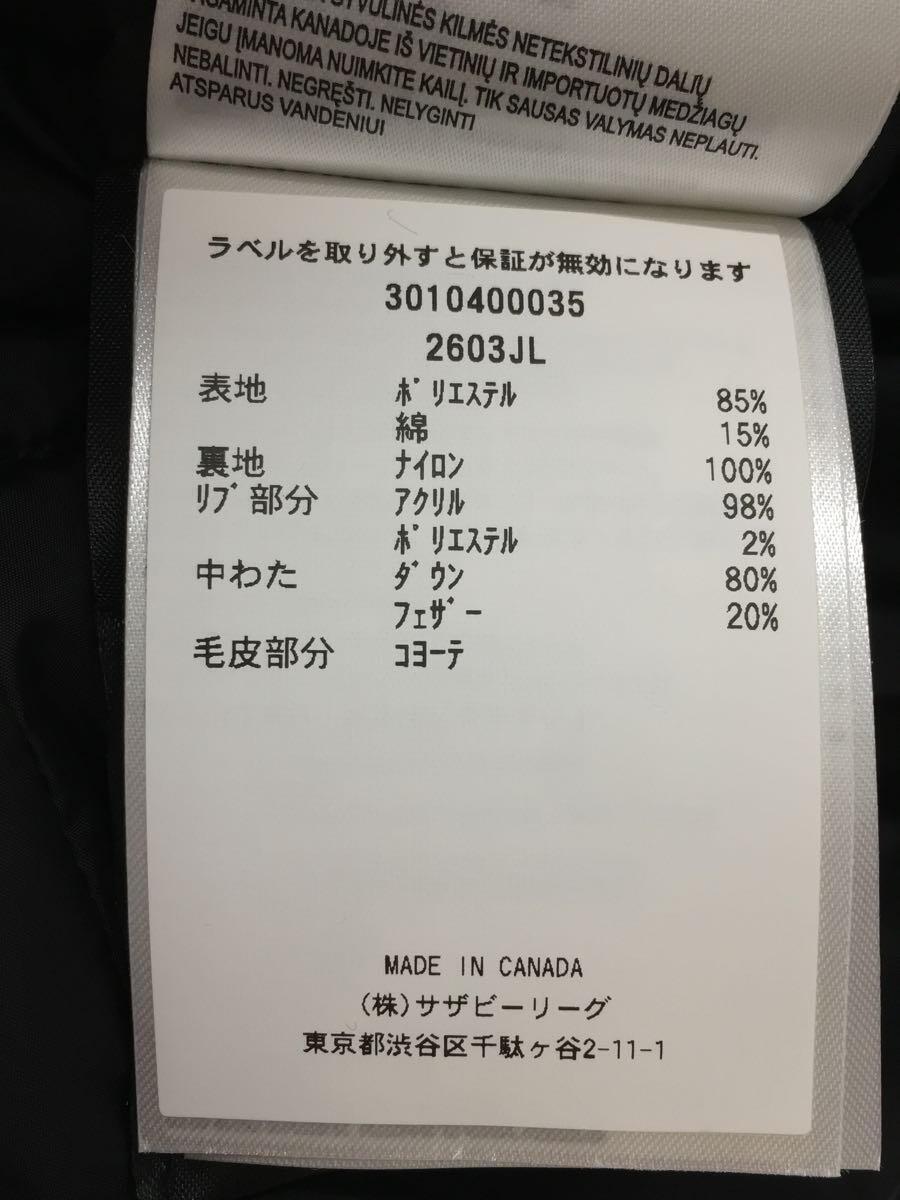 STVULINĖS KILMĖS NETEKSTILINIŲ DALIŲ
KANADOJE IŠ VIETINIŲ IR IMPORTUOTŲ MEDŽIAGŲ
JEIGU ĮMANOMA NUIMKITE KAILĮ. TIK SAUSAS VALYMAS NEPLAUTI.
NEBALINTI. NEGRĘŠTI. NELYGINTI
ATSPARUS VANDENIUI
ラベルを取り外すと保証が無効になります
3010400035
2603JL
表地 ﾎﾟﾘｴｽﾃﾙ 85%
綿 15%
裏地 ﾅｲﾛﾝ 100%
ﾘﾌﾞ部分 ｱｸﾘﾙ 98%
ﾎﾟﾘｴｽﾃﾙ 2%
中わた ﾀﾞｳﾝ 80%
ﾌｪｻﾞｰ 20%
毛皮部分 ｺﾖｰﾃ
MADE IN CANADA
(株)サザビーリーグ
東京都渋谷区千駄ヶ谷2-11-1